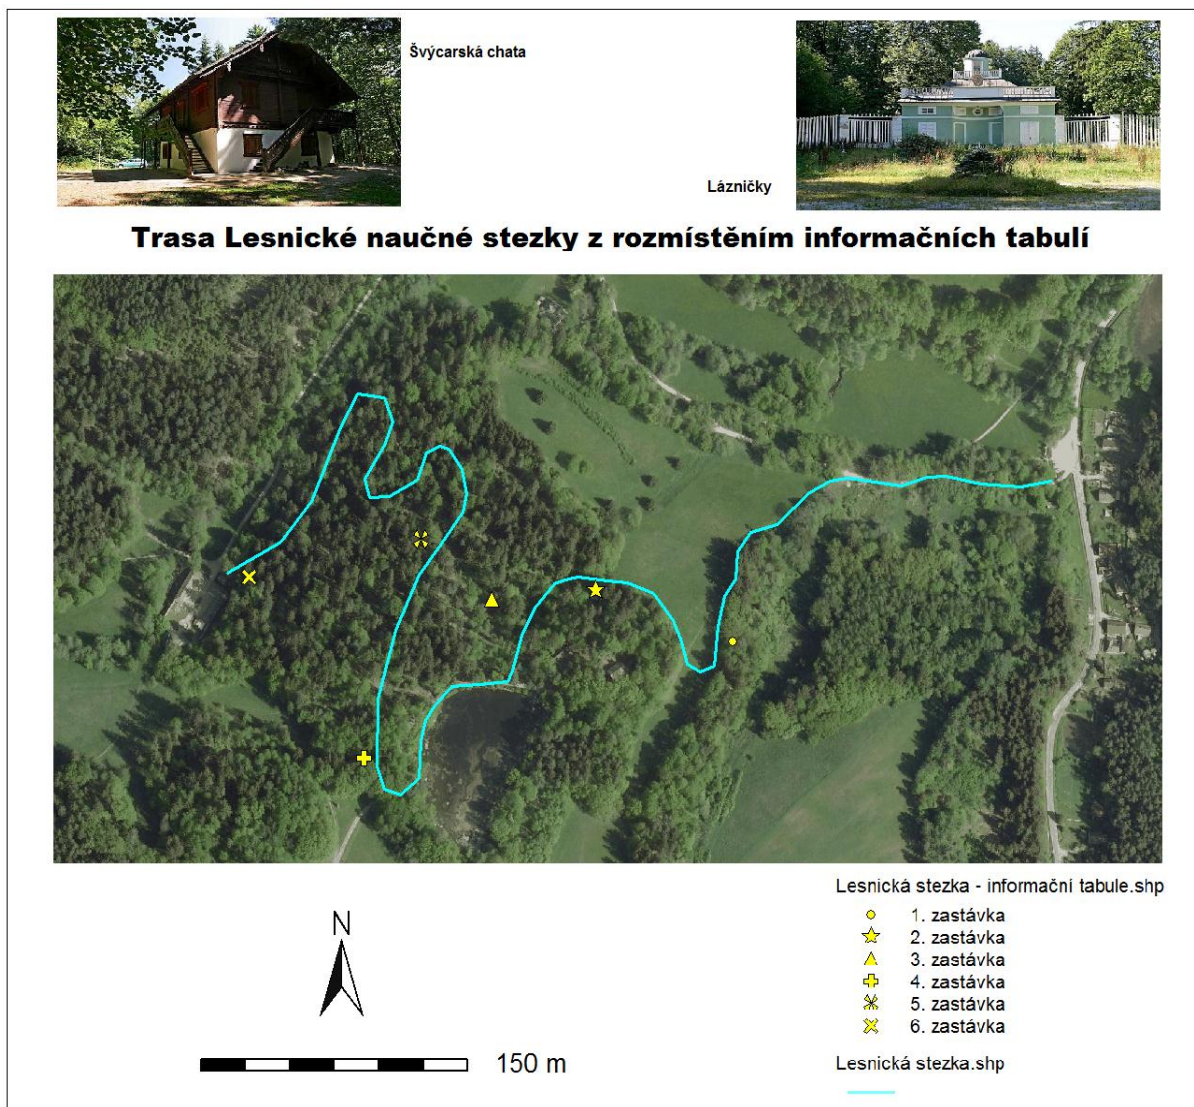 Švýcarská chata
Lázničky
Trasa Lesnické naučné stezky z rozmístěním informačních tabulí
Lesnická stezka - informační tabule.shp
1. zastávka
2. zastávka
3. zastávka
4. zastávka
5. zastávka
6. zastávka
N
150 m
Lesnická stezka.shp